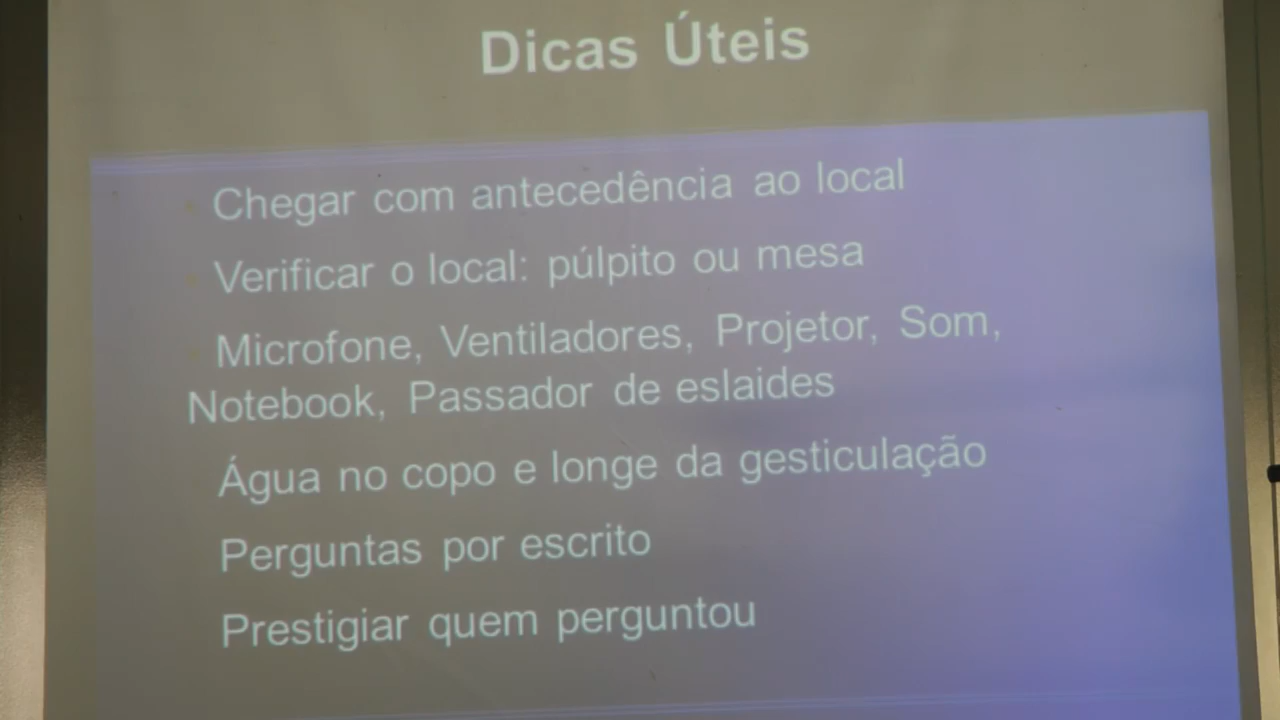 Dicas Úteis
Chegar com antecedência ao local
Verificar o local: púlpito ou mesa
Microfone, Ventiladores, Projetor, Som,
Notebook, Passador de eslaides
Água no copo e longe da gesticulação
Perguntas por escrito
Prestigiar quem perguntou